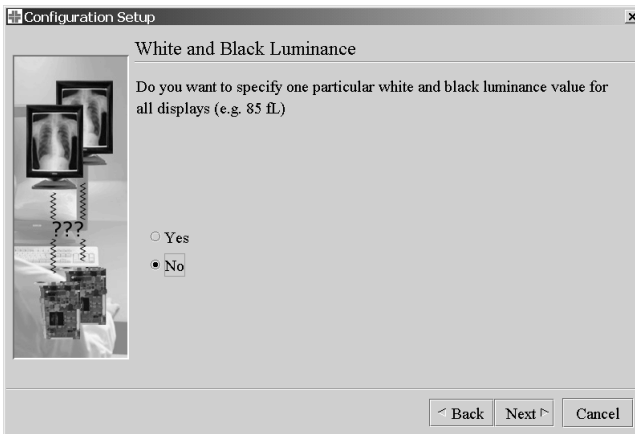 Configuration Setup
White and Black Luminance
Do you want to specify one particular white and black luminance value for
all displays (e.g. 85 fL)
???
Yes
No
Back
Next
Cancel